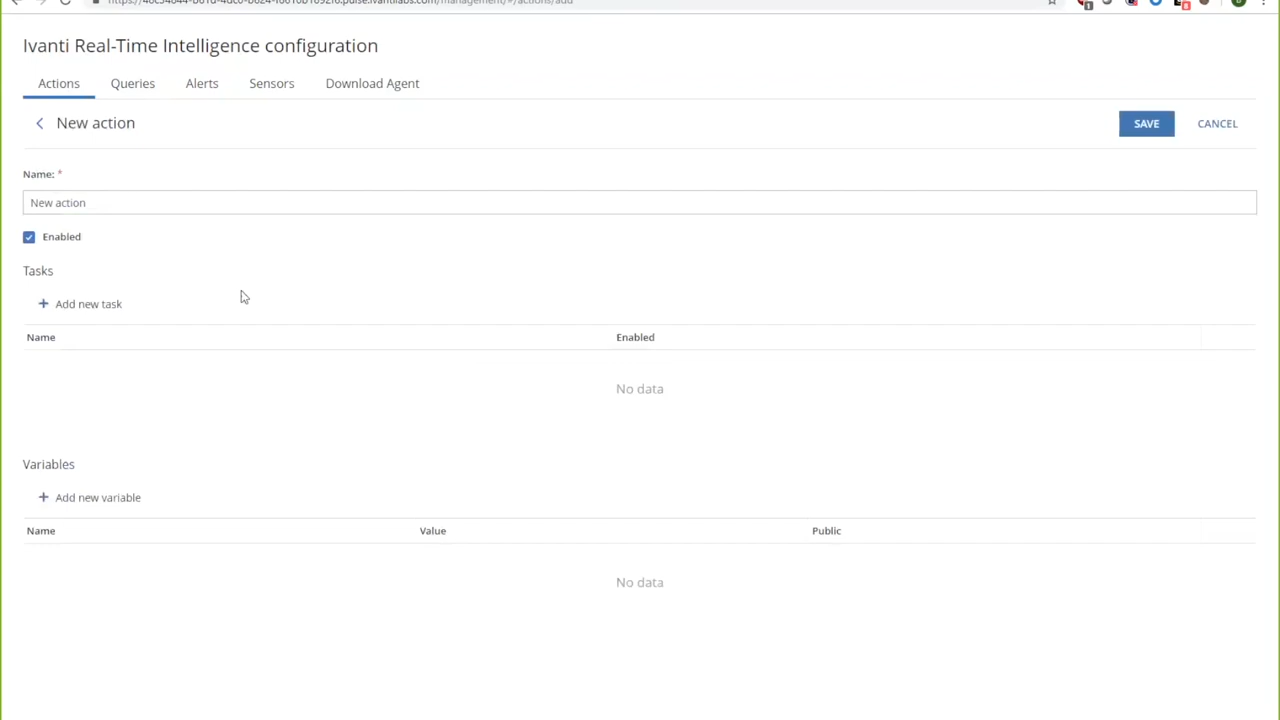 Ivanti Real-Time Intelligence configuration
Actions Queries Alerts Sensors Download Agent
New action SAVE CANCEL
Name: *
New action
Enabled
Tasks
+ Add new task
Name Enabled
No data
Variables
+ Add new variable
Name Value Public
No data